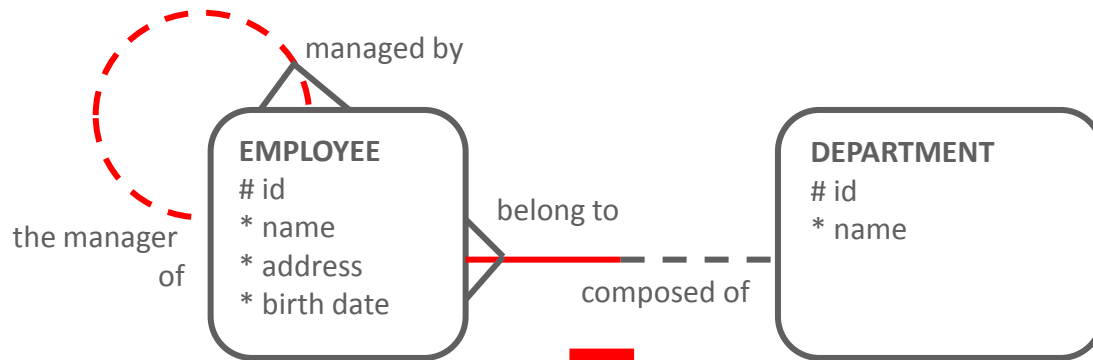 managed by
EMPLOYEE
# id
* name
* address
* birth date
the manager
of
belong to
composed of
DEPARTMENT
# id
* name